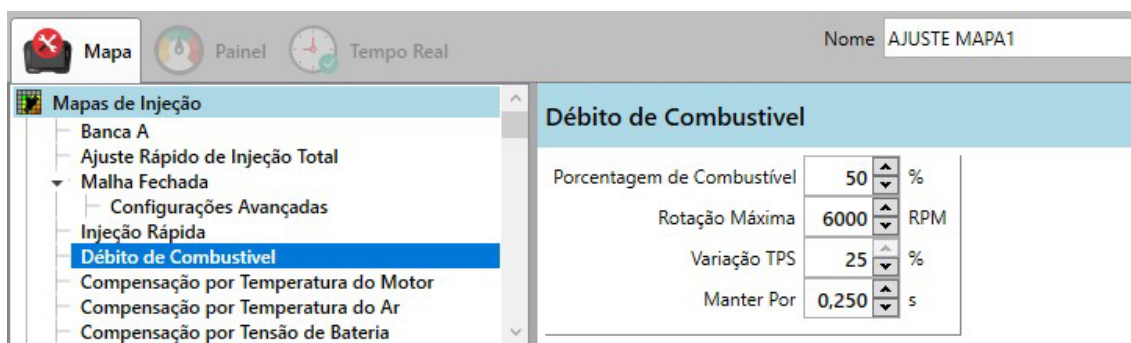 Mapa
Painel
Tempo Real
Nome AJUSTE MAPA1
Mapas de Injeção
Banca A
Ajuste Rápido de Injeção Total
Malha Fechada
Configurações Avançadas
Injeção Rápida
Débito de Combustivel
Compensação por Temperatura do Motor
Compensação por Temperatura do Ar
Compensação por Tensão de Bateria
Débito de Combustivel
Porcentagem de Combustível 50 %
Rotação Máxima 6000 RPM
Variação TPS 25 %
Manter Por 0,250 s